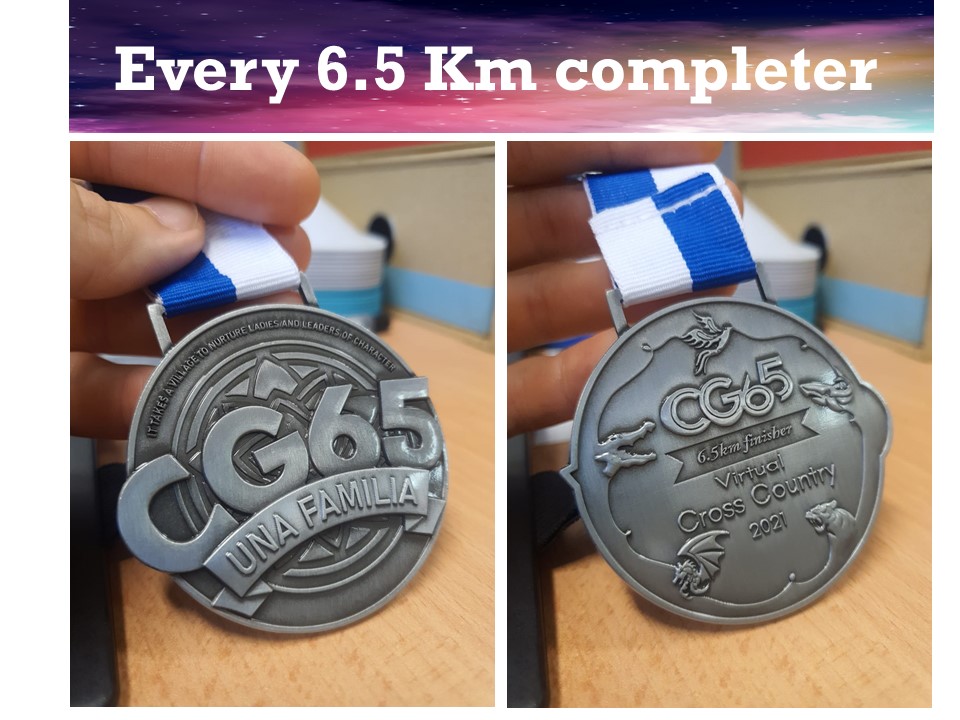 Every 6.5 Km completer
IT TAKES A VILLAGE TO NURTURE LADIES AND LEADERS OF CHARACTER
CG65
UNA FAMILIA
CG65
6.5km finisher
Virtual
Cross Country
2021